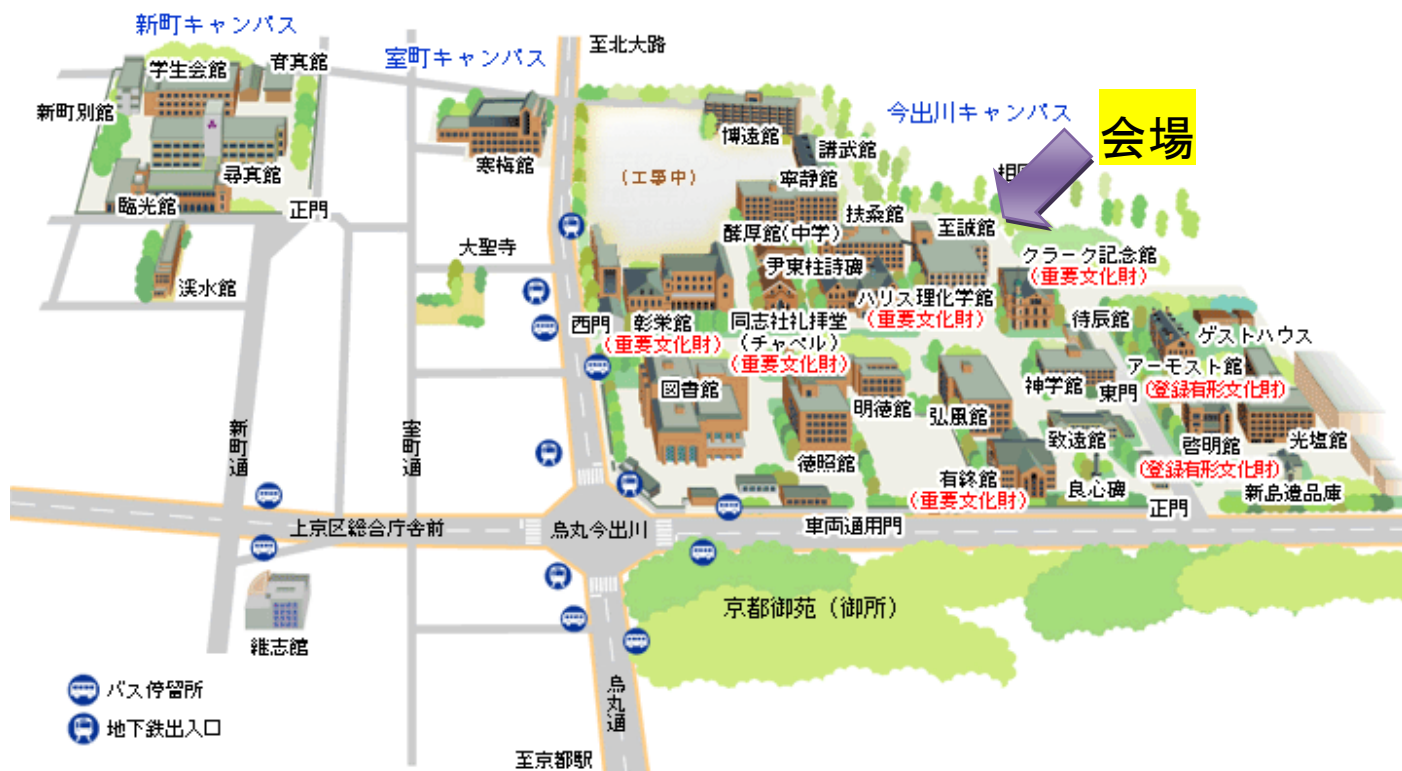 新町キャンパス
学生会館
育真館
新町別館
尋真館
臨光館
正門
渓水館
室町キャンパス
寒梅館
大聖寺
至北大路
今出川キャンパス
会場
博遠館
講武館
(工事中)
寧静館
扶桑館
至誠館
醇厚館(中学)
尹東柱詩碑
クラーク記念館
(重要文化財)
ハリス理化学館
(重要文化財)
西門
彰栄館
(重要文化財)
同志社礼拝堂
(チャペル)
(重要文化財)
待辰館
ゲストハウス
アーモスト館
(登録有形文化財)
図書館
明徳館
弘風館
神学館
東門
徳照館
致遠館
啓明館
(登録有形文化財)
光塩館
有終館
(重要文化財)
良心碑
新島遺品庫
正門
車両通用門
新町通
室町通
上京区総合庁舎前
烏丸今出川
京都御苑(御所)
継志館
烏丸通
至京都駅
バス停留所
地下鉄出入口